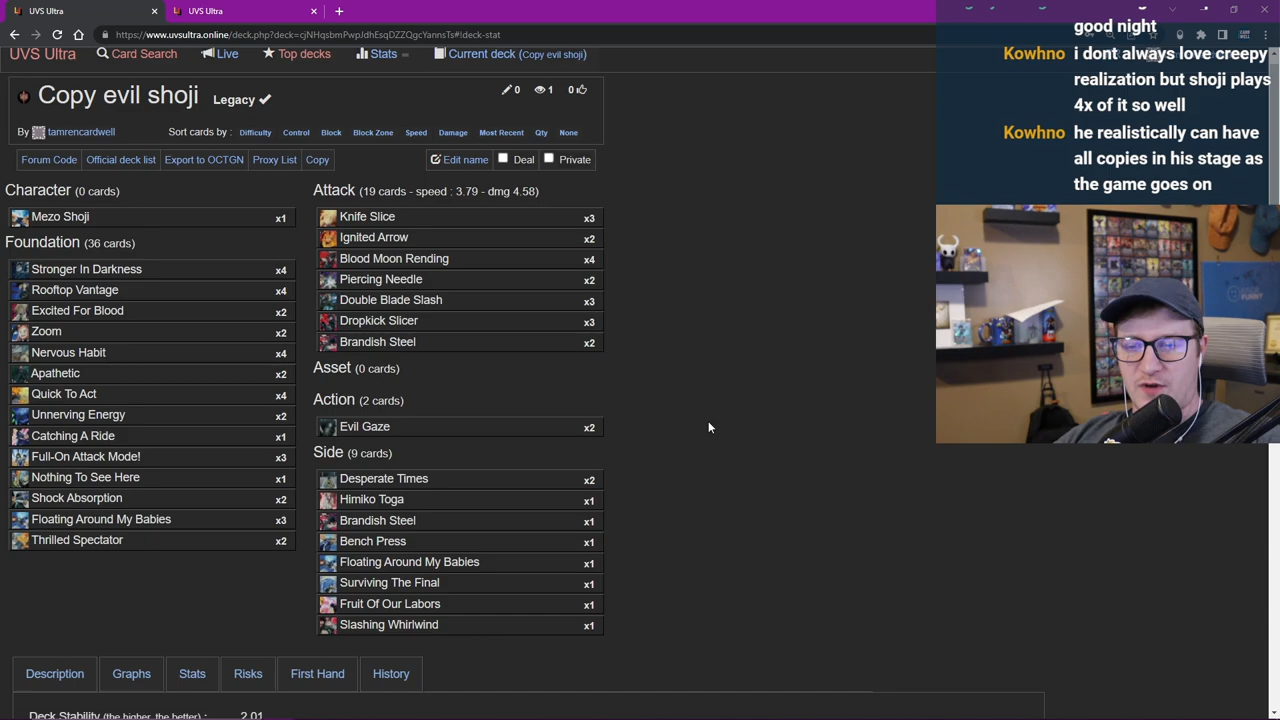 UVS Ultra
UVS Ultra
https://www.uvsultra.online/deck.php?deck=cjNHqsbmPwpJdhEsqDZZQgcYannsTs#!deck-stat
UVS Ultra Card Search Live Top decks Stats Current deck (Copy evil shoji)
Copy evil shoji Legacy 0 1 0
By tamrencardwell Sort cards by : Difficulty Control Block Block Zone Speed Damage Most Recent Qty None
Forum Code Official deck list Export to OCTGN Proxy List Copy Edit name Deal Private
Character (0 cards)
Mezo Shoji x1
Foundation (36 cards)
Stronger In Darkness x4
Rooftop Vantage x4
Excited For Blood x2
Zoom x2
Nervous Habit x4
Apathetic x2
Quick To Act x4
Unnerving Energy x2
Catching A Ride x1
Full-On Attack Mode! x3
Nothing To See Here x1
Shock Absorption x2
Floating Around My Babies x3
Thrilled Spectator x2
Attack (19 cards - speed : 3.79 - dmg 4.58)
Knife Slice x3
Ignited Arrow x2
Blood Moon Rending x4
Piercing Needle x2
Double Blade Slash x3
Dropkick Slicer x3
Brandish Steel x2
Asset (0 cards)
Action (2 cards)
Evil Gaze x2
Side (9 cards)
Desperate Times x2
Himiko Toga x1
Brandish Steel x1
Bench Press x1
Floating Around My Babies x1
Surviving The Final x1
Fruit Of Our Labors x1
Slashing Whirlwind x1
Description Graphs Stats Risks First Hand History
Deck Stability (the higher, the better) : 2.01
good night
Kowhno i dont always love creepy
realization but shoji plays
4x of it so well
Kowhno he realistically can have
all copies in his stage as
the game goes on